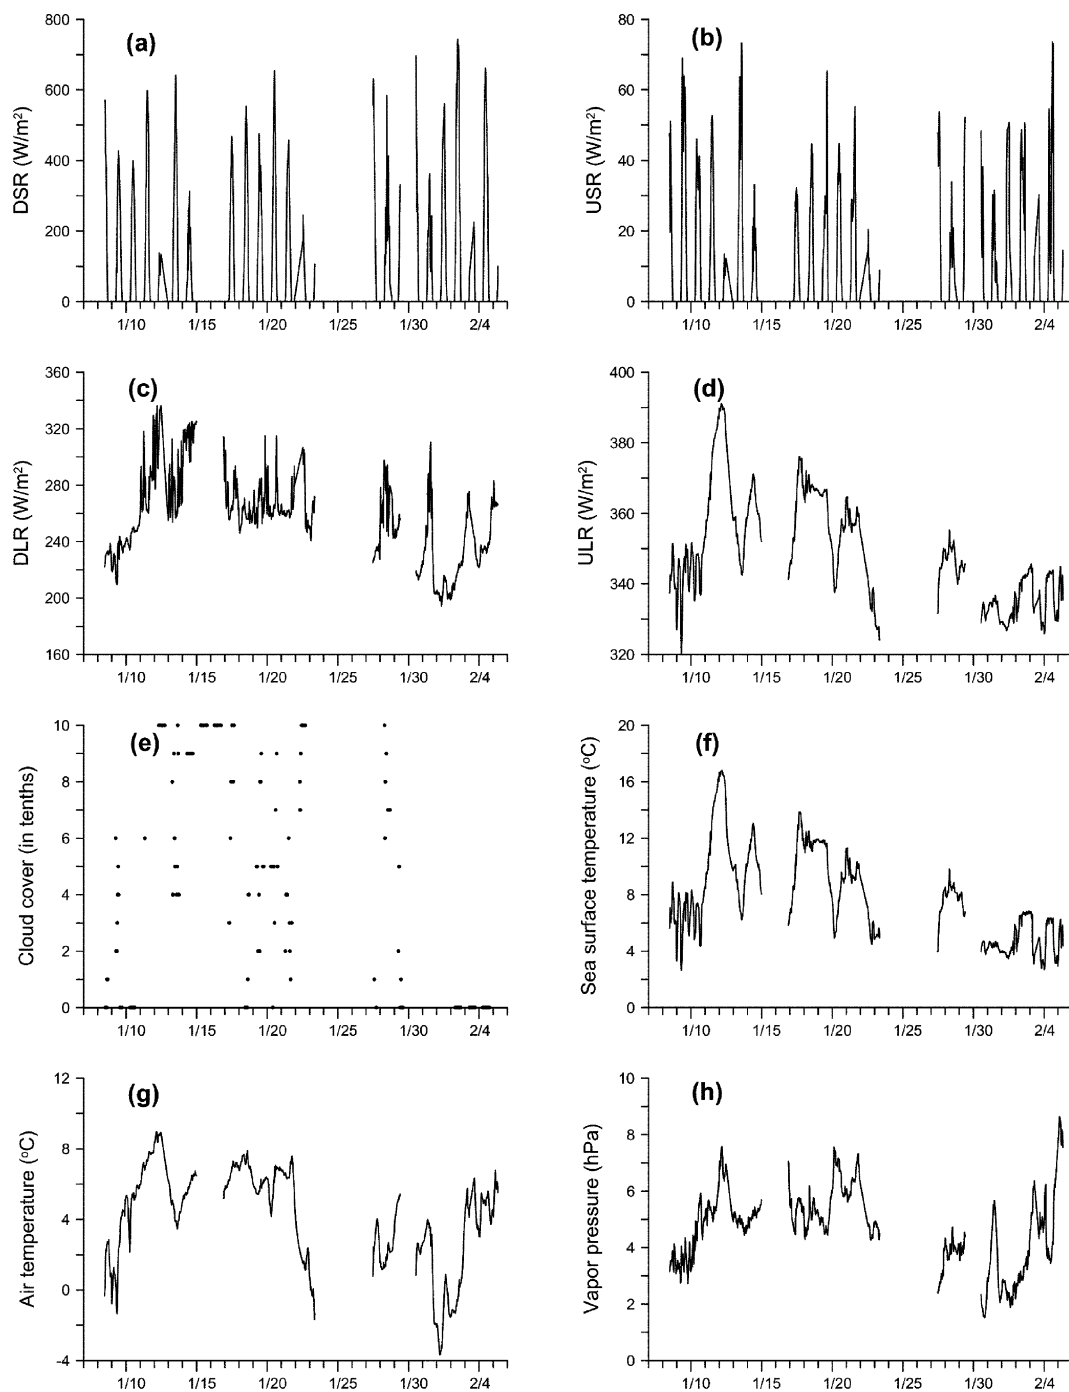 (a)
DSR (W/m²)
800
600
400
200
0
1/10 1/15 1/20 1/25 1/30 2/4
(b)
USR (W/m²)
80
60
40
20
0
1/10 1/15 1/20 1/25 1/30 2/4
(c)
DLR (W/m²)
360
320
280
240
200
160
1/10 1/15 1/20 1/25 1/30 2/4
(d)
ULR (W/m²)
400
380
360
340
320
1/10 1/15 1/20 1/25 1/30 2/4
(e)
Cloud cover (in tenths)
10
8
6
4
2
0
1/10 1/15 1/20 1/25 1/30 2/4
(f)
Sea surface temperature (°C)
20
16
12
8
4
0
1/10 1/15 1/20 1/25 1/30 2/4
(g)
Air temperature (°C)
12
8
4
0
-4
1/10 1/15 1/20 1/25 1/30 2/4
(h)
Vapor pressure (hPa)
10
8
6
4
2
0
1/10 1/15 1/20 1/25 1/30 2/4